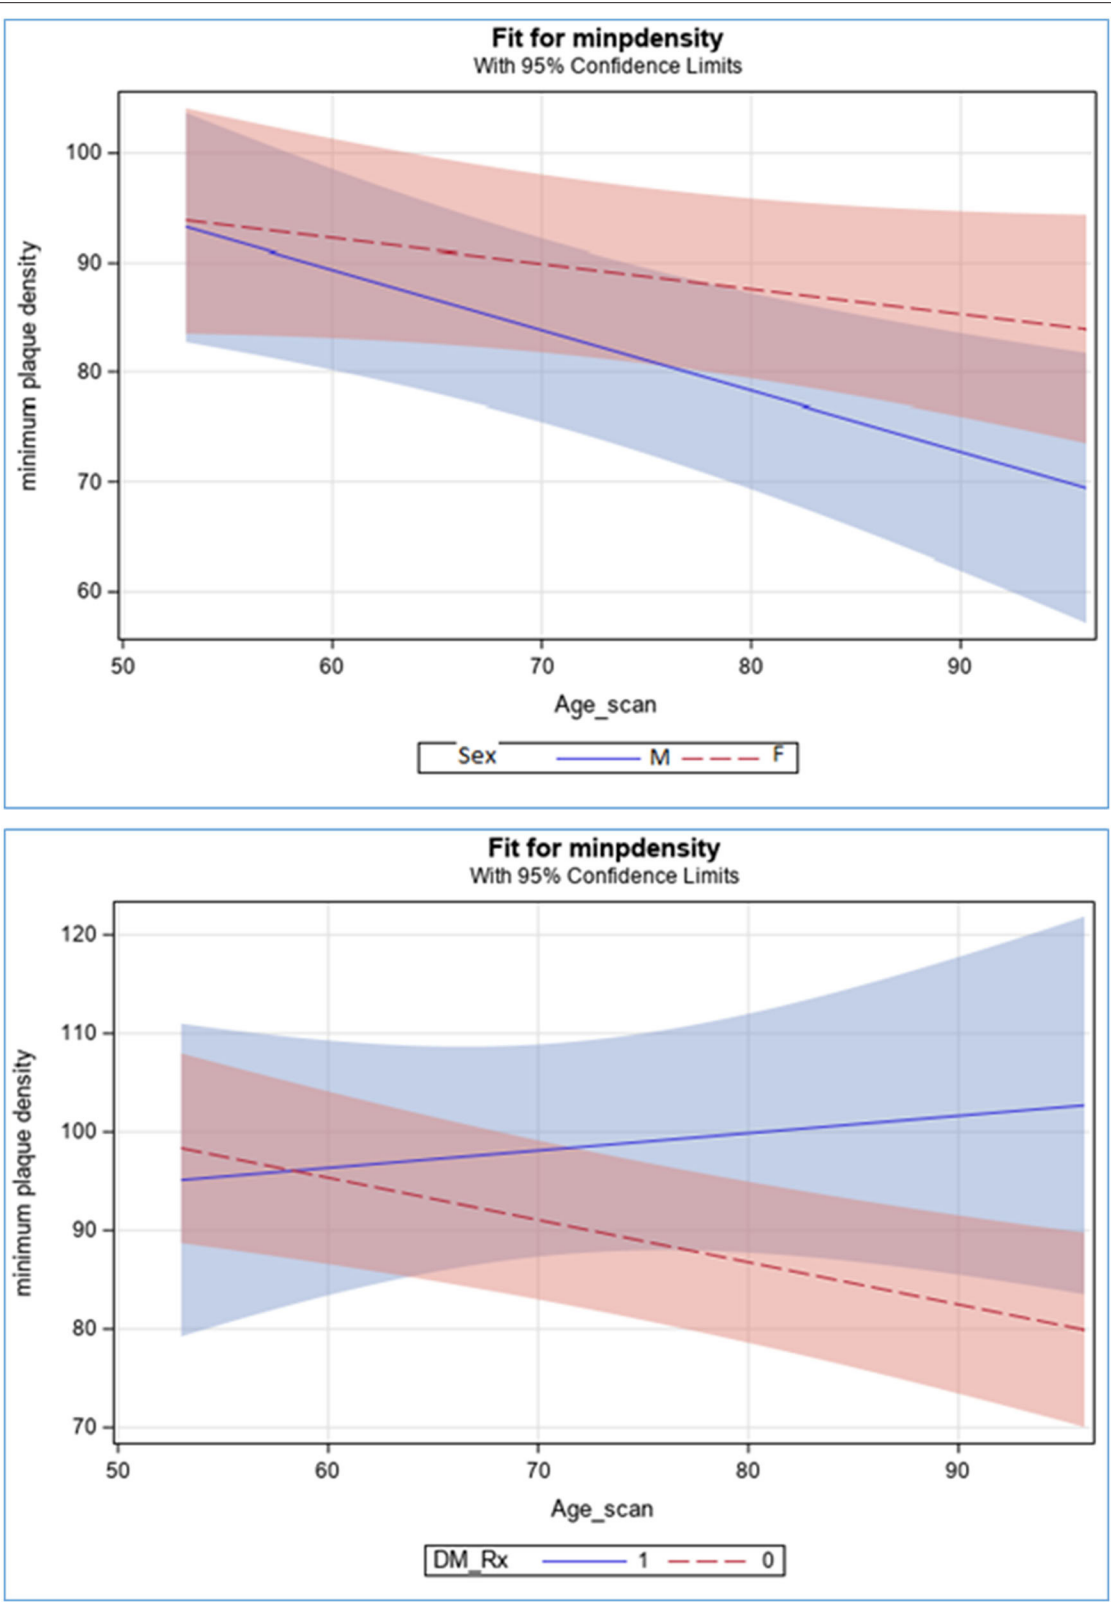 Fit for minpdensity
With 95% Confidence Limits
100
90
80
70
60
minimum plaque density
50 60 70 80 90
Age_scan
Sex M F
Fit for minpdensity
With 95% Confidence Limits
120
110
100
90
80
70
minimum plaque density
50 60 70 80 90
Age_scan
DM_Rx 1 0